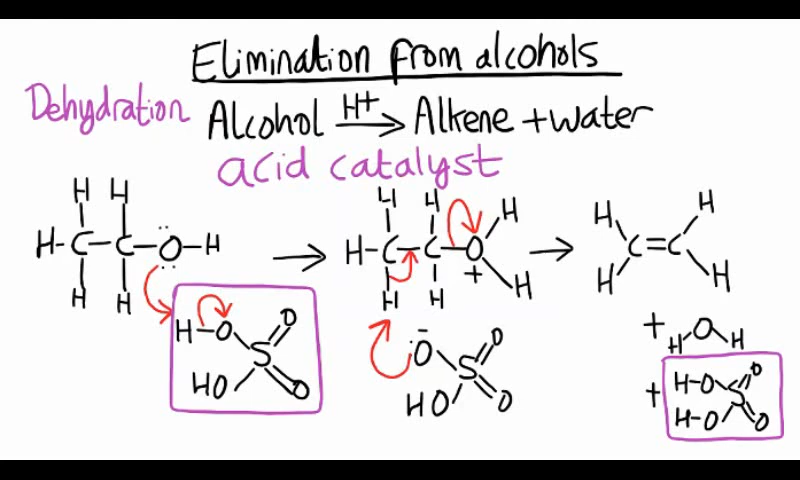 Elimination from alcohols
Dehydration
Alcohol H+ → Alkene + water
acid catalyst
H H H H H H
H-C-C-O-H → H-C-C-O → C=C
H H + H H H
H H
H-O O -O O + H O H
S S
HO O HO O + H-O O
S
H-O O